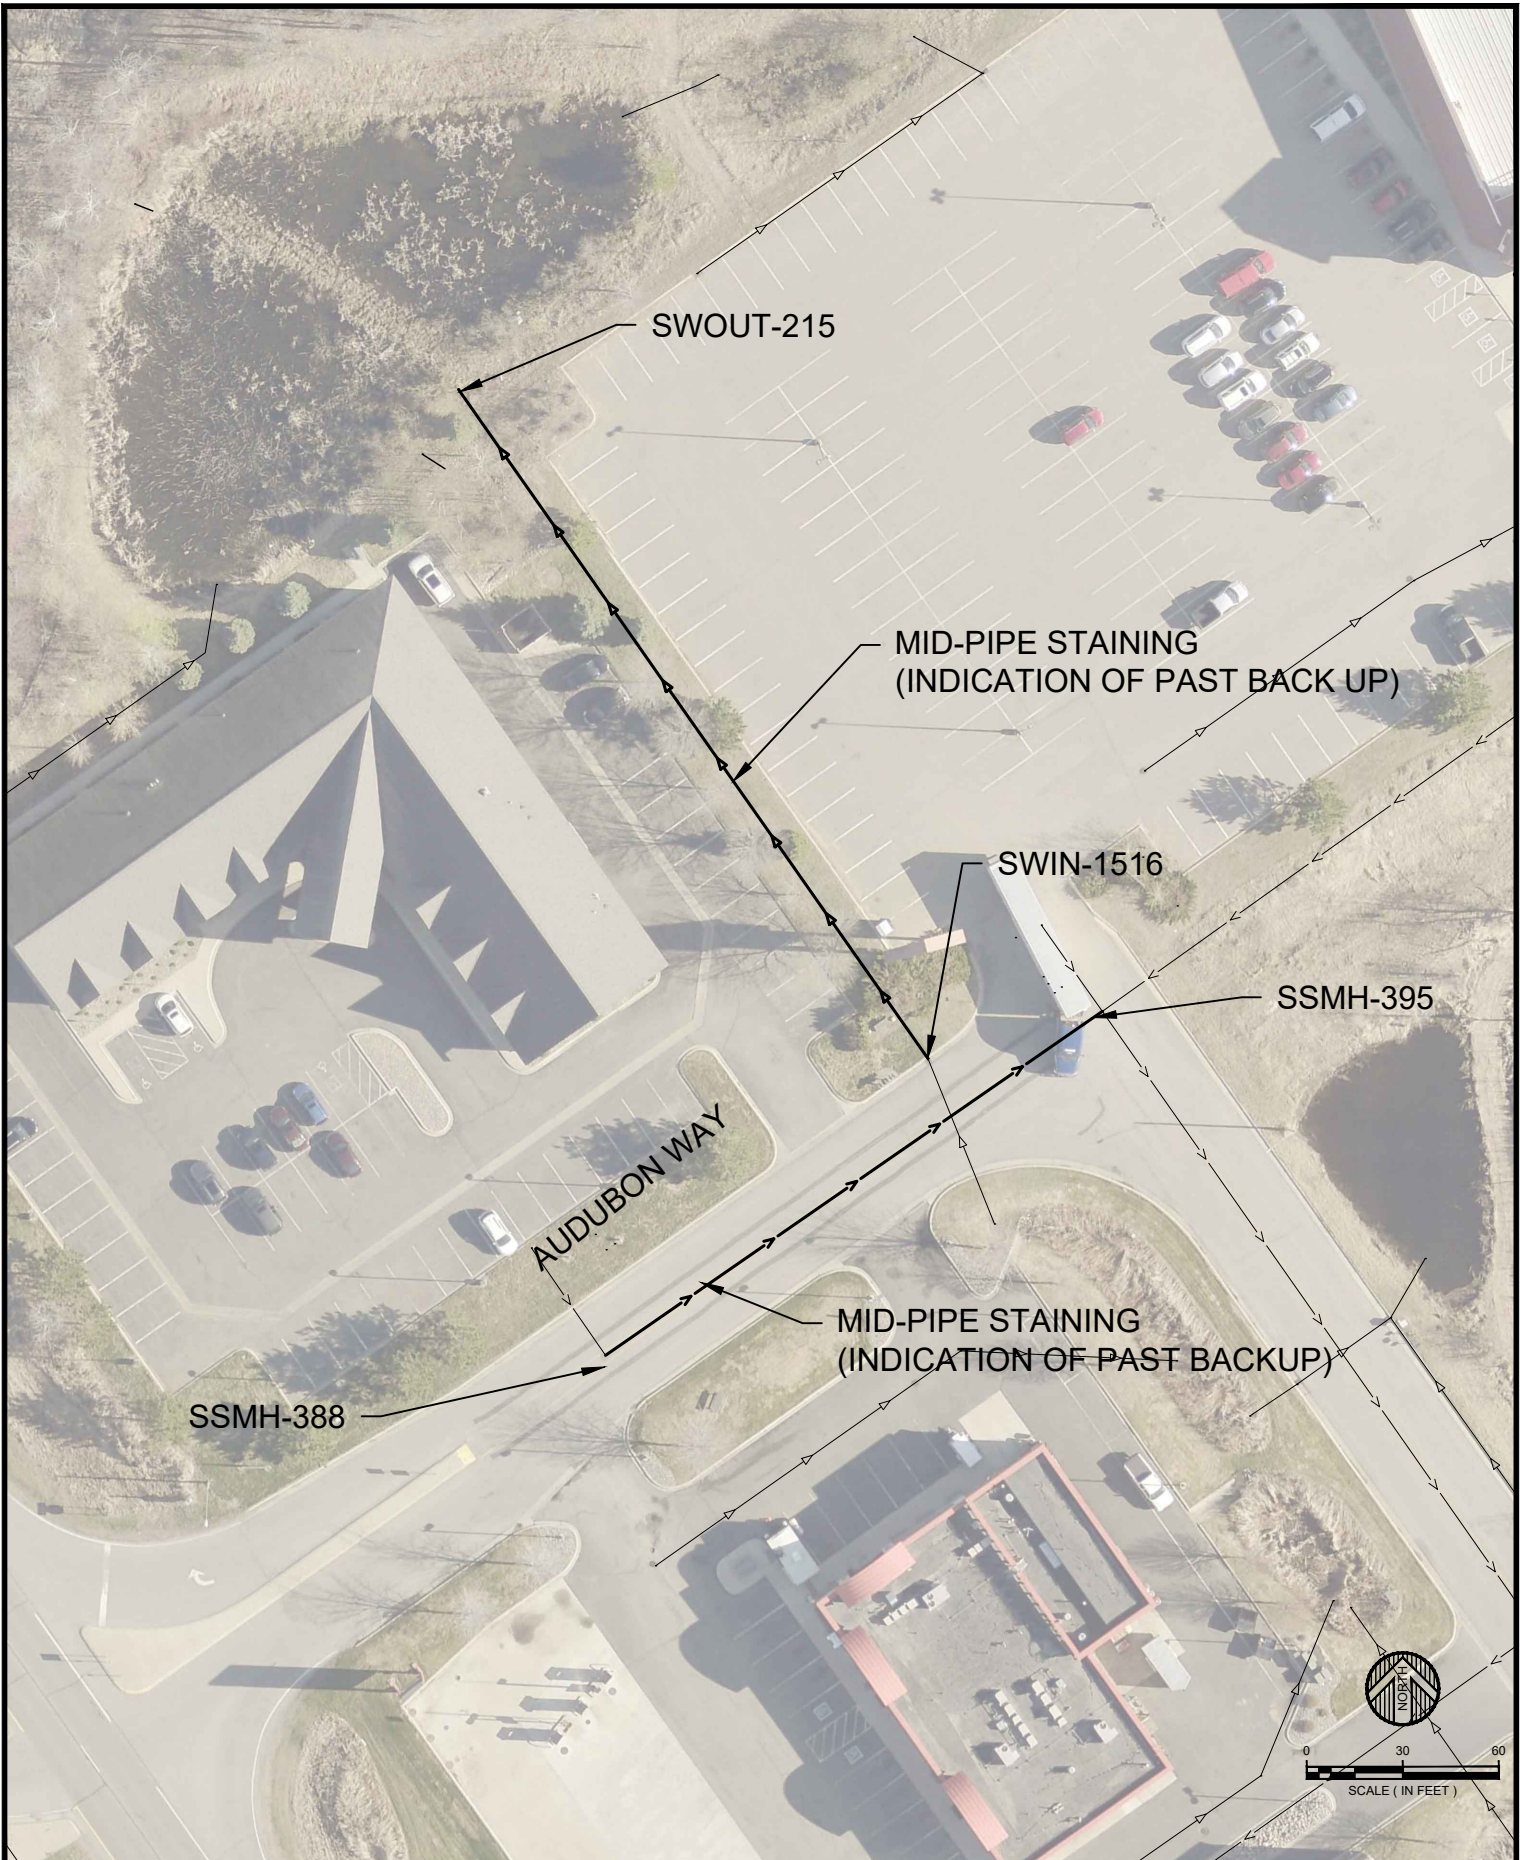 SWOUT-215
MID-PIPE STAINING
(INDICATION OF PAST BACK UP)
SWIN-1516
SSMH-395
AUDUBON WAY
MID-PIPE STAINING
(INDICATION OF PAST BACKUP)
SSMH-388
NORTH
0 30 60
SCALE ( IN FEET )